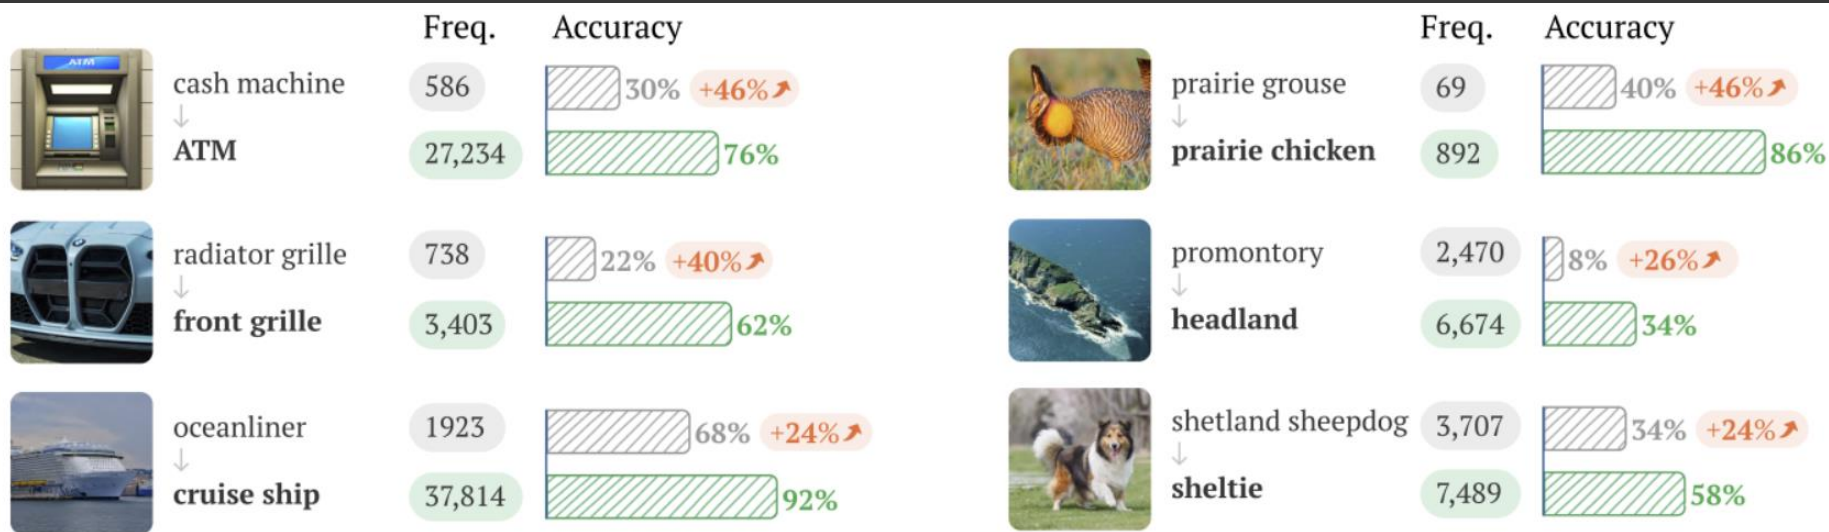 Freq. Accuracy
ATM
cash machine 586 30% +46%
↓
ATM 27,234 76%
radiator grille 738 22% +40%
↓
front grille 3,403 62%
oceanliner 1923 68% +24%
↓
cruise ship 37,814 92%
Freq. Accuracy
prairie grouse 69 40% +46%
↓
prairie chicken 892 86%
promontory 2,470 8% +26%
↓
headland 6,674 34%
shetland sheepdog 3,707 34% +24%
↓
sheltie 7,489 58%